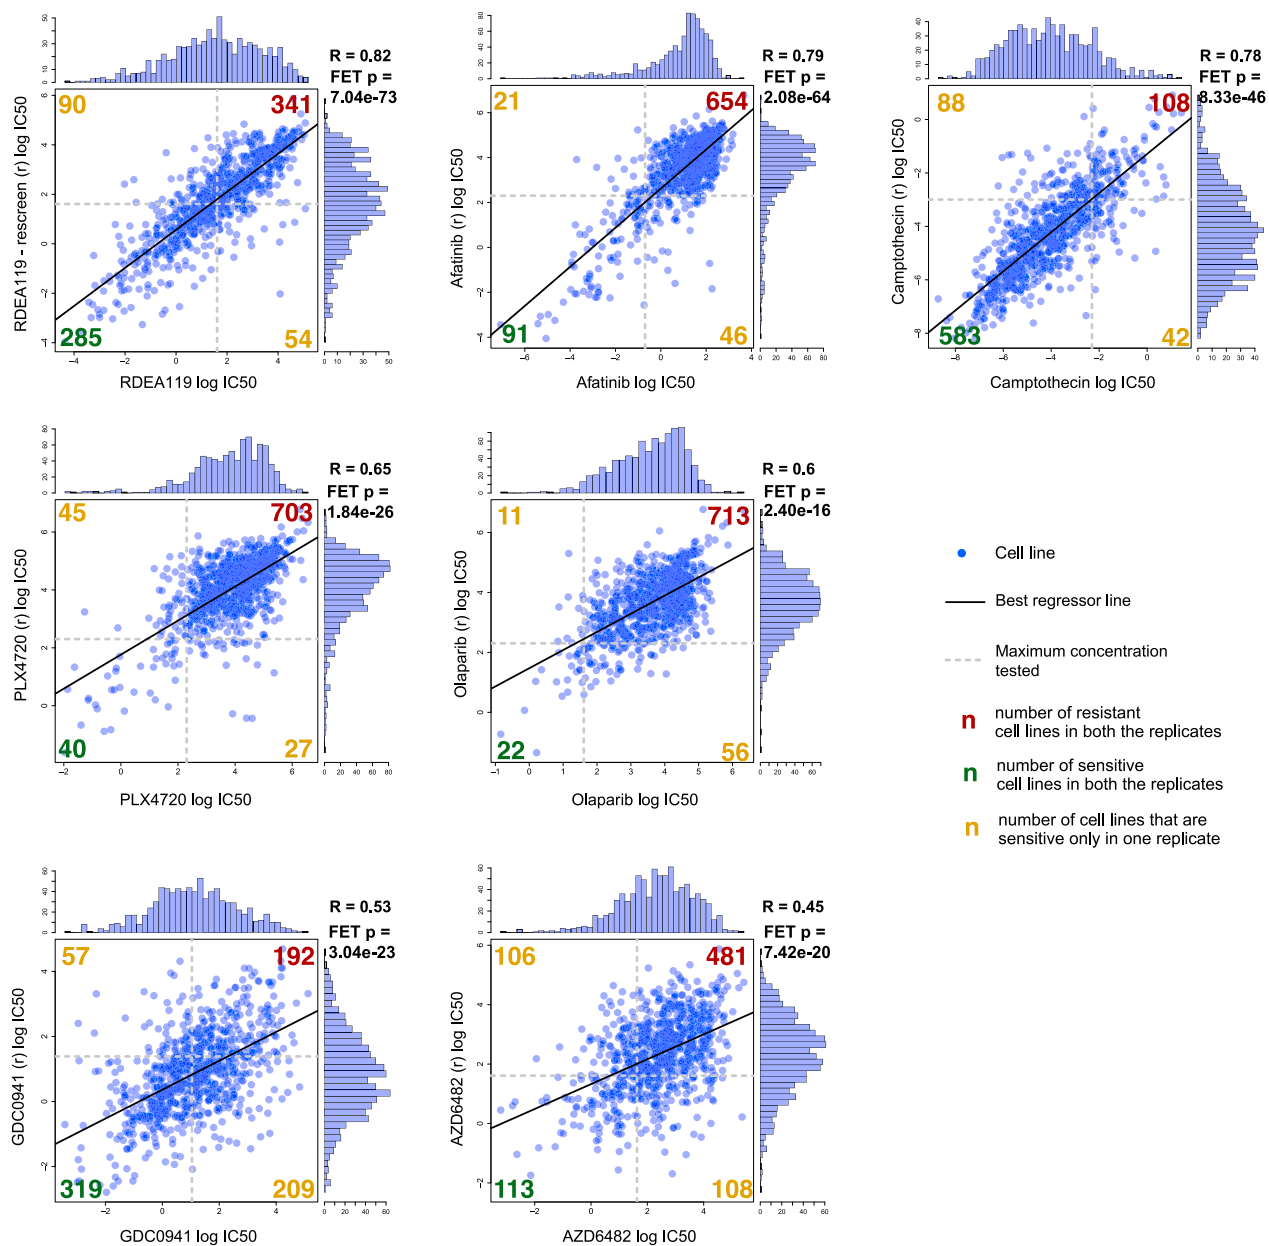 R = 0.82
FET p =
7.04e-73
90
341
285
54
RDEA119 - rescreen (r) log IC50
RDEA119 log IC50
R = 0.79
FET p =
2.08e-64
21
654
91
46
Afatinib (r) log IC50
Afatinib log IC50
R = 0.78
FET p =
8.33e-46
88
108
583
42
Camptothecin (r) log IC50
Camptothecin log IC50
R = 0.65
FET p =
1.84e-26
45
703
40
27
PLX4720 (r) log IC50
PLX4720 log IC50
R = 0.6
FET p =
2.40e-16
11
713
22
56
Olaparib (r) log IC50
Olaparib log IC50
Cell line
Best regressor line
Maximum concentration
tested
n number of resistant
cell lines in both the replicates
n number of sensitive
cell lines in both the replicates
n number of cell lines that are
sensitive only in one replicate
R = 0.53
FET p =
3.04e-23
57
192
319
209
GDC0941 (r) log IC50
GDC0941 log IC50
R = 0.45
FET p =
7.42e-20
106
481
113
108
AZD6482 (r) log IC50
AZD6482 log IC50